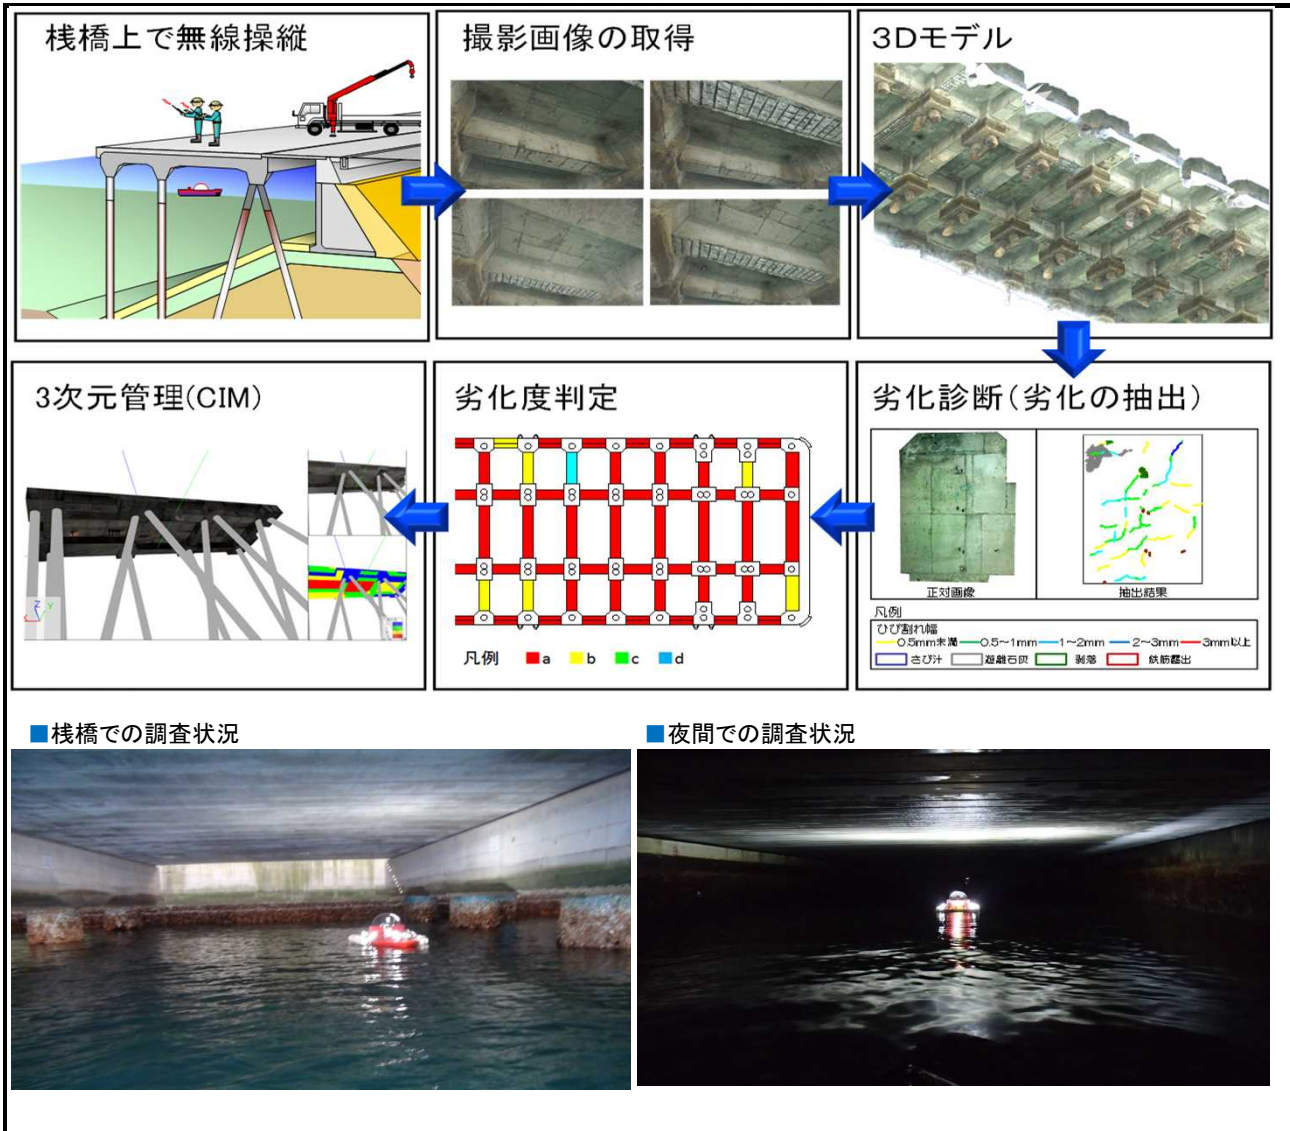 桟橋上で無線操縦
撮影画像の取得
3Dモデル
3次元管理(CIM)
劣化度判定
劣化診断(劣化の抽出)
正対画像
抽出結果
凡例
ひび割れ幅
0.5mm未満 0.5～1mm 1～2mm 2～3mm 3mm以上
さび汁 遊離石灰 剥落 鉄筋露出
凡例 a b c d
Z Y
■桟橋での調査状況
■夜間での調査状況